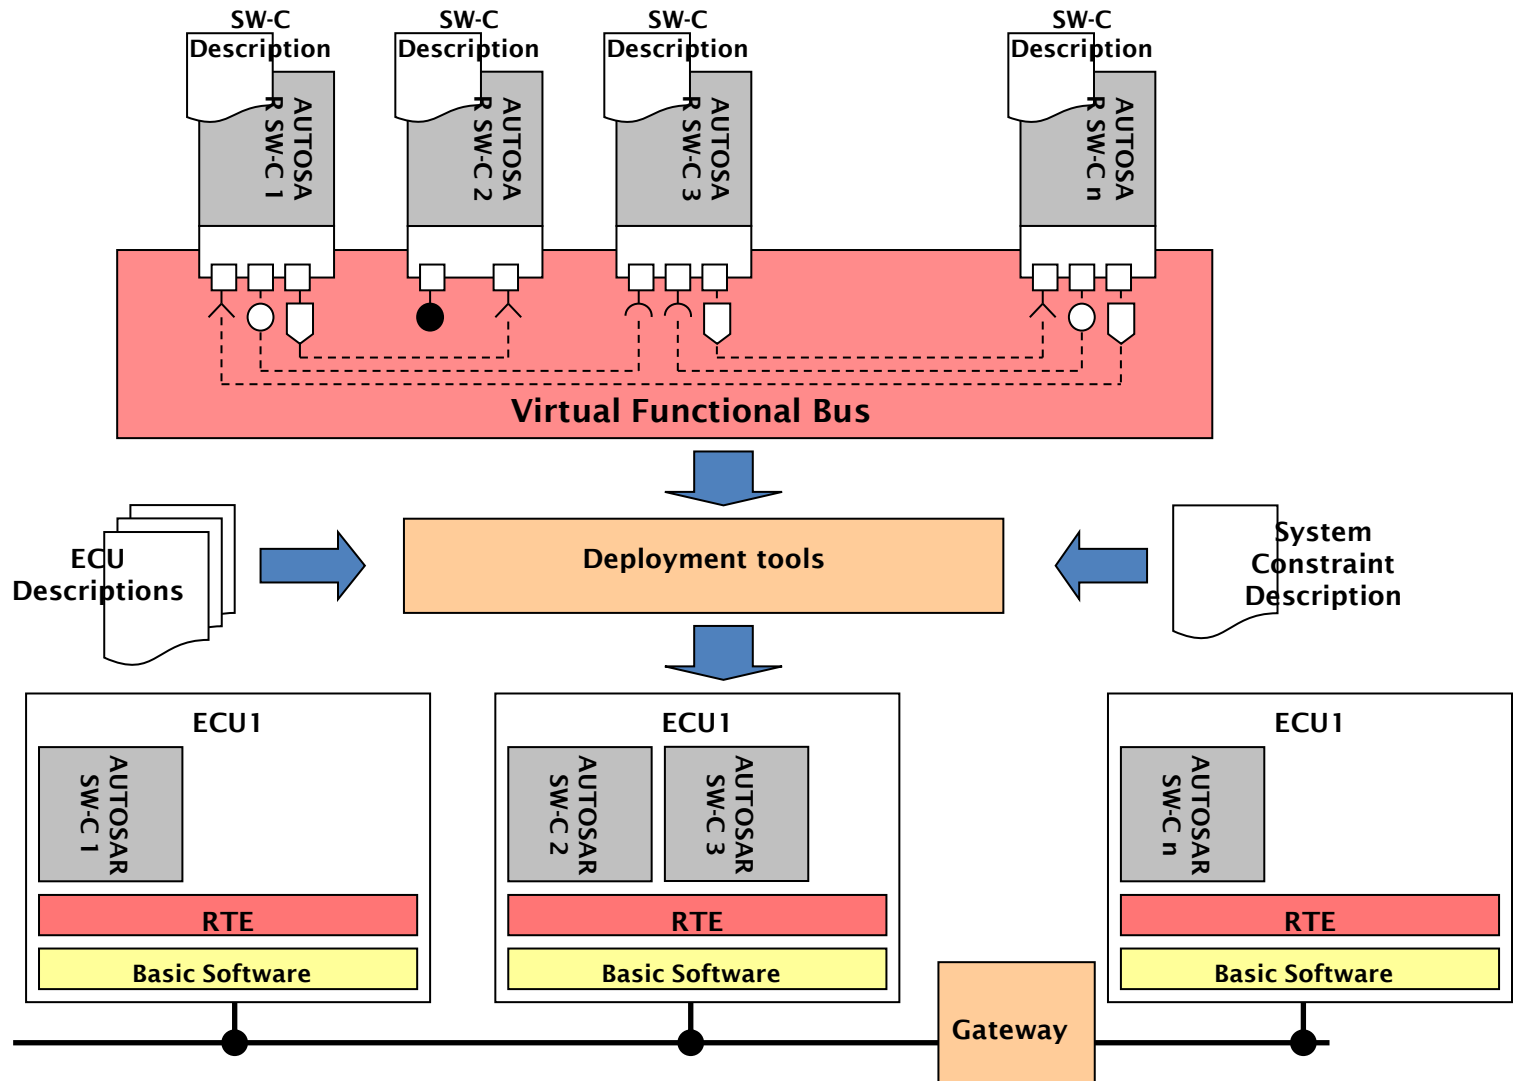 SW-C
Description
SW-C
Description
SW-C
Description
SW-C
Description
AUTOSA
R SW-C 1
AUTOSA
R SW-C 2
AUTOSA
R SW-C 3
AUTOSA
R SW-C n
Virtual Functional Bus
ECU
Descriptions
Deployment tools
System
Constraint
Description
ECU1
AUTOSAR
SW-C 1
RTE
Basic Software
ECU1
AUTOSAR
SW-C 2
AUTOSAR
SW-C 3
RTE
Basic Software
ECU1
AUTOSAR
SW-C n
RTE
Basic Software
Gateway